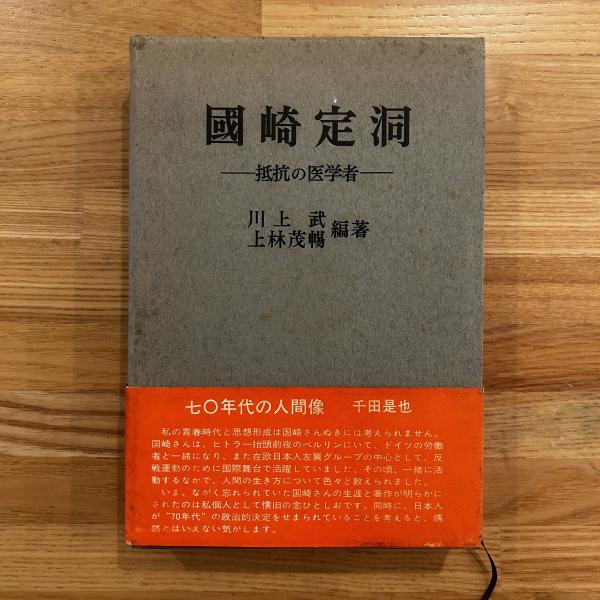 國崎定洞
―抵抗の医学者―
川上武
上林茂暢
編著
七〇年代の人間像 千田是也
私の青春時代と思想形成は国崎さんぬきには考えられません。
国崎さんは、ヒトラー抬頭前夜のベルリンにいて、ドイツの労働
者と一緒になり、また在欧日本人左翼グループの中心として、反
戦運動のために国際舞台で活躍していました。その頃、一緒に活
動するなかで、人間の生き方について色々と教えられました。
いま、ながく忘れられていた国崎さんの生涯と著作が明らかに
されたのは私個人として懐旧の念ひとしおです。同時に、日本人
が“70年代”の政治的決定をせまられていることを考えると、偶
然とはいえない気がします。